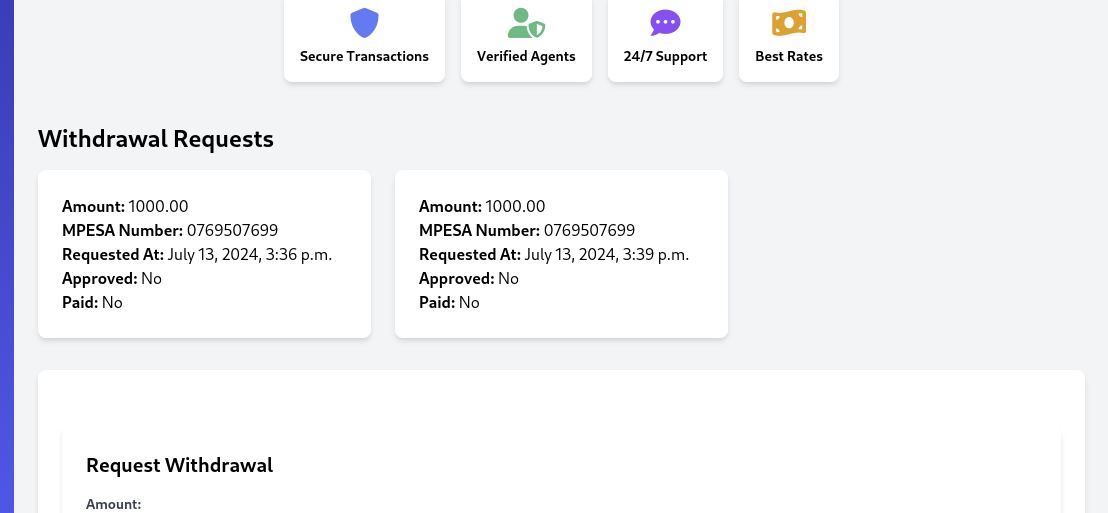 Secure Transactions
Verified Agents
24/7 Support
Best Rates
Withdrawal Requests
Amount: 1000.00
MPESA Number: 0769507699
Requested At: July 13, 2024, 3:36 p.m.
Approved: No
Paid: No
Amount: 1000.00
MPESA Number: 0769507699
Requested At: July 13, 2024, 3:39 p.m.
Approved: No
Paid: No
Request Withdrawal
Amount: